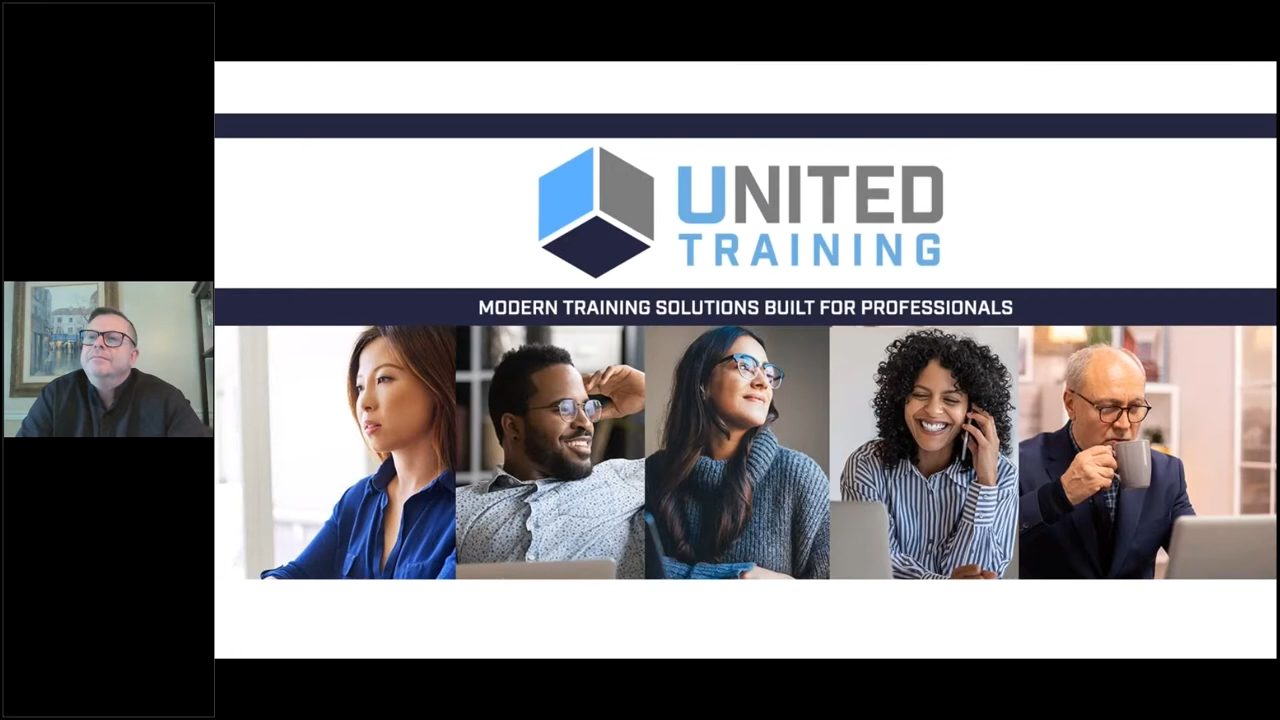 UNITED
TRAINING
MODERN TRAINING SOLUTIONS BUILT FOR PROFESSIONALS